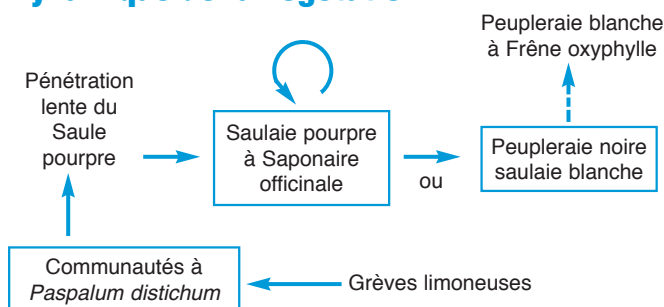 Peupleraie blanche
à Frêne oxyphylle
Pénétration
lente du
Saule
pourpre
Saulaie pourpre
à Saponaire
officinale
ou
Peupleraie noire
saulaie blanche
Communautés à
Paspalum distichum
Grèves limoneuses